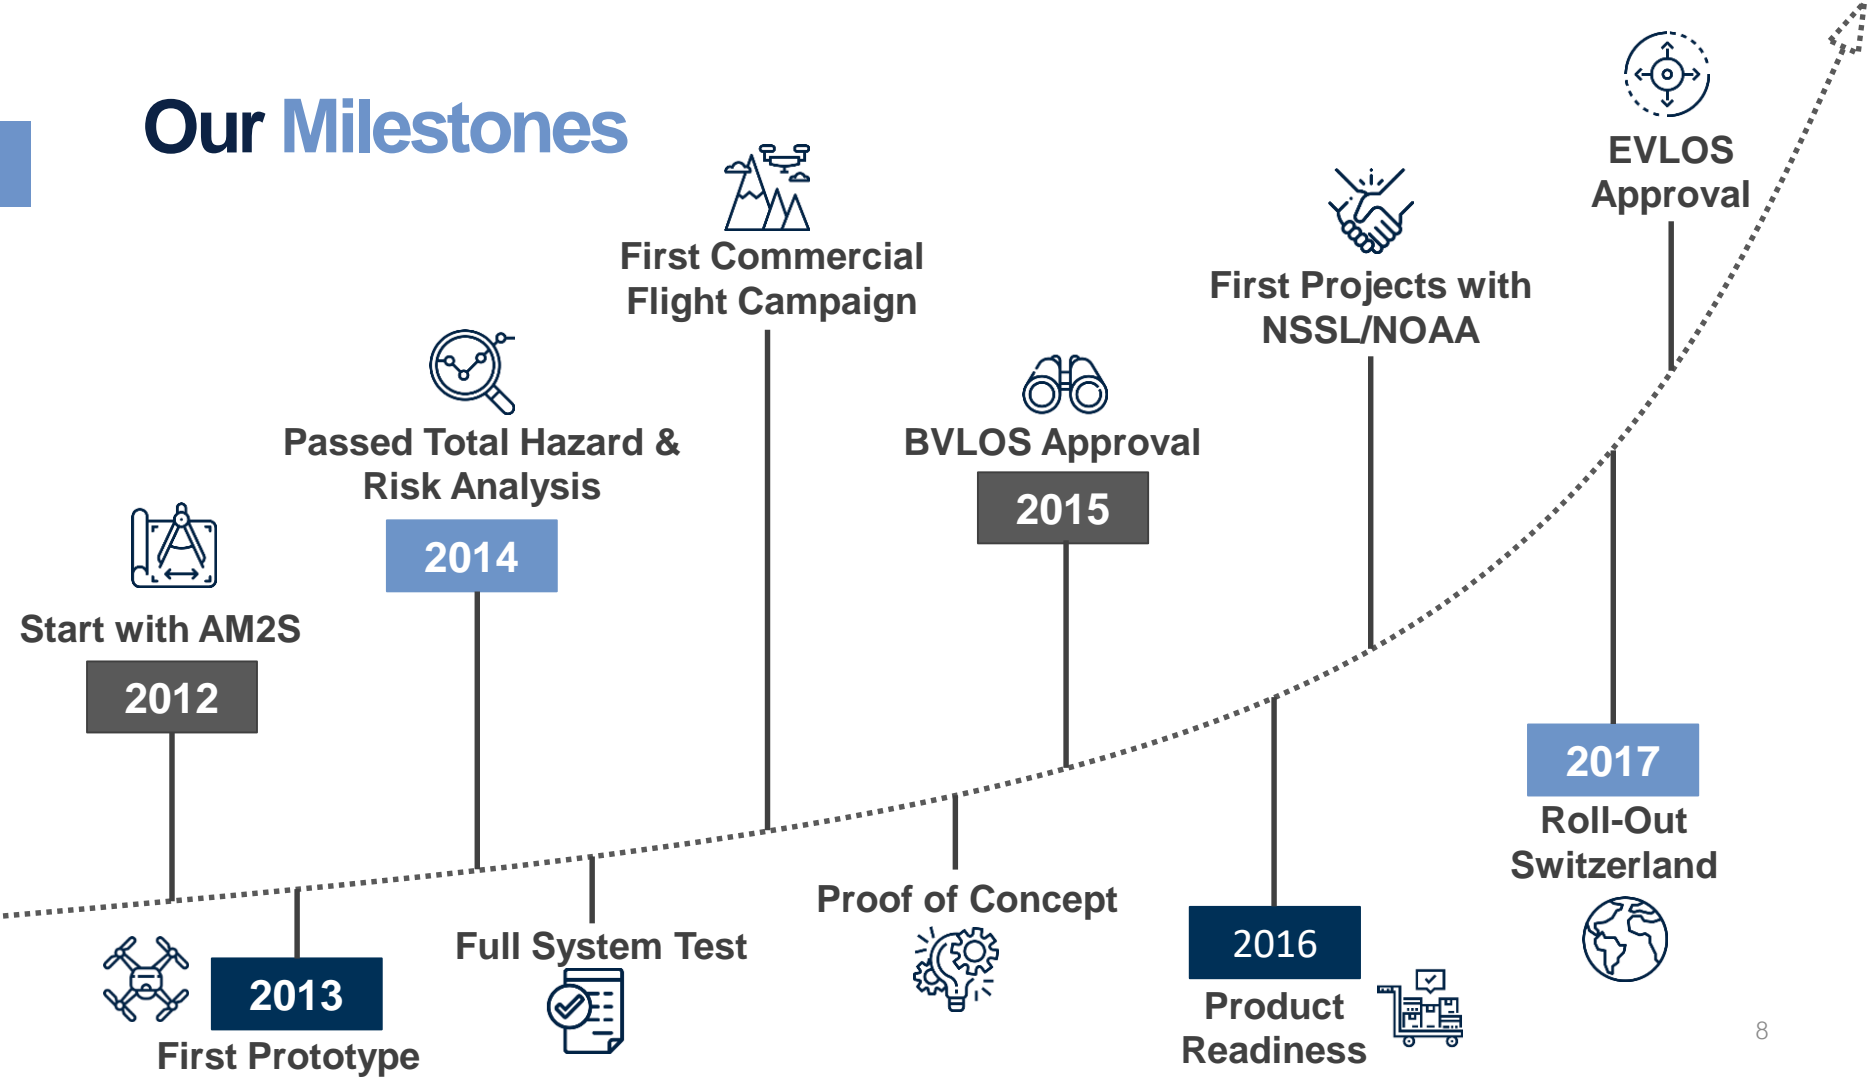 Our Milestones
EVLOS
Approval
First Commercial
Flight Campaign
First Projects with
NSSL/NOAA
Passed Total Hazard &
Risk Analysis
2014
BVLOS Approval
2015
Start with AM2S
2012
2017
Roll-Out
Switzerland
Proof of Concept
Full System Test
2016
Product
Readiness
2013
First Prototype
8